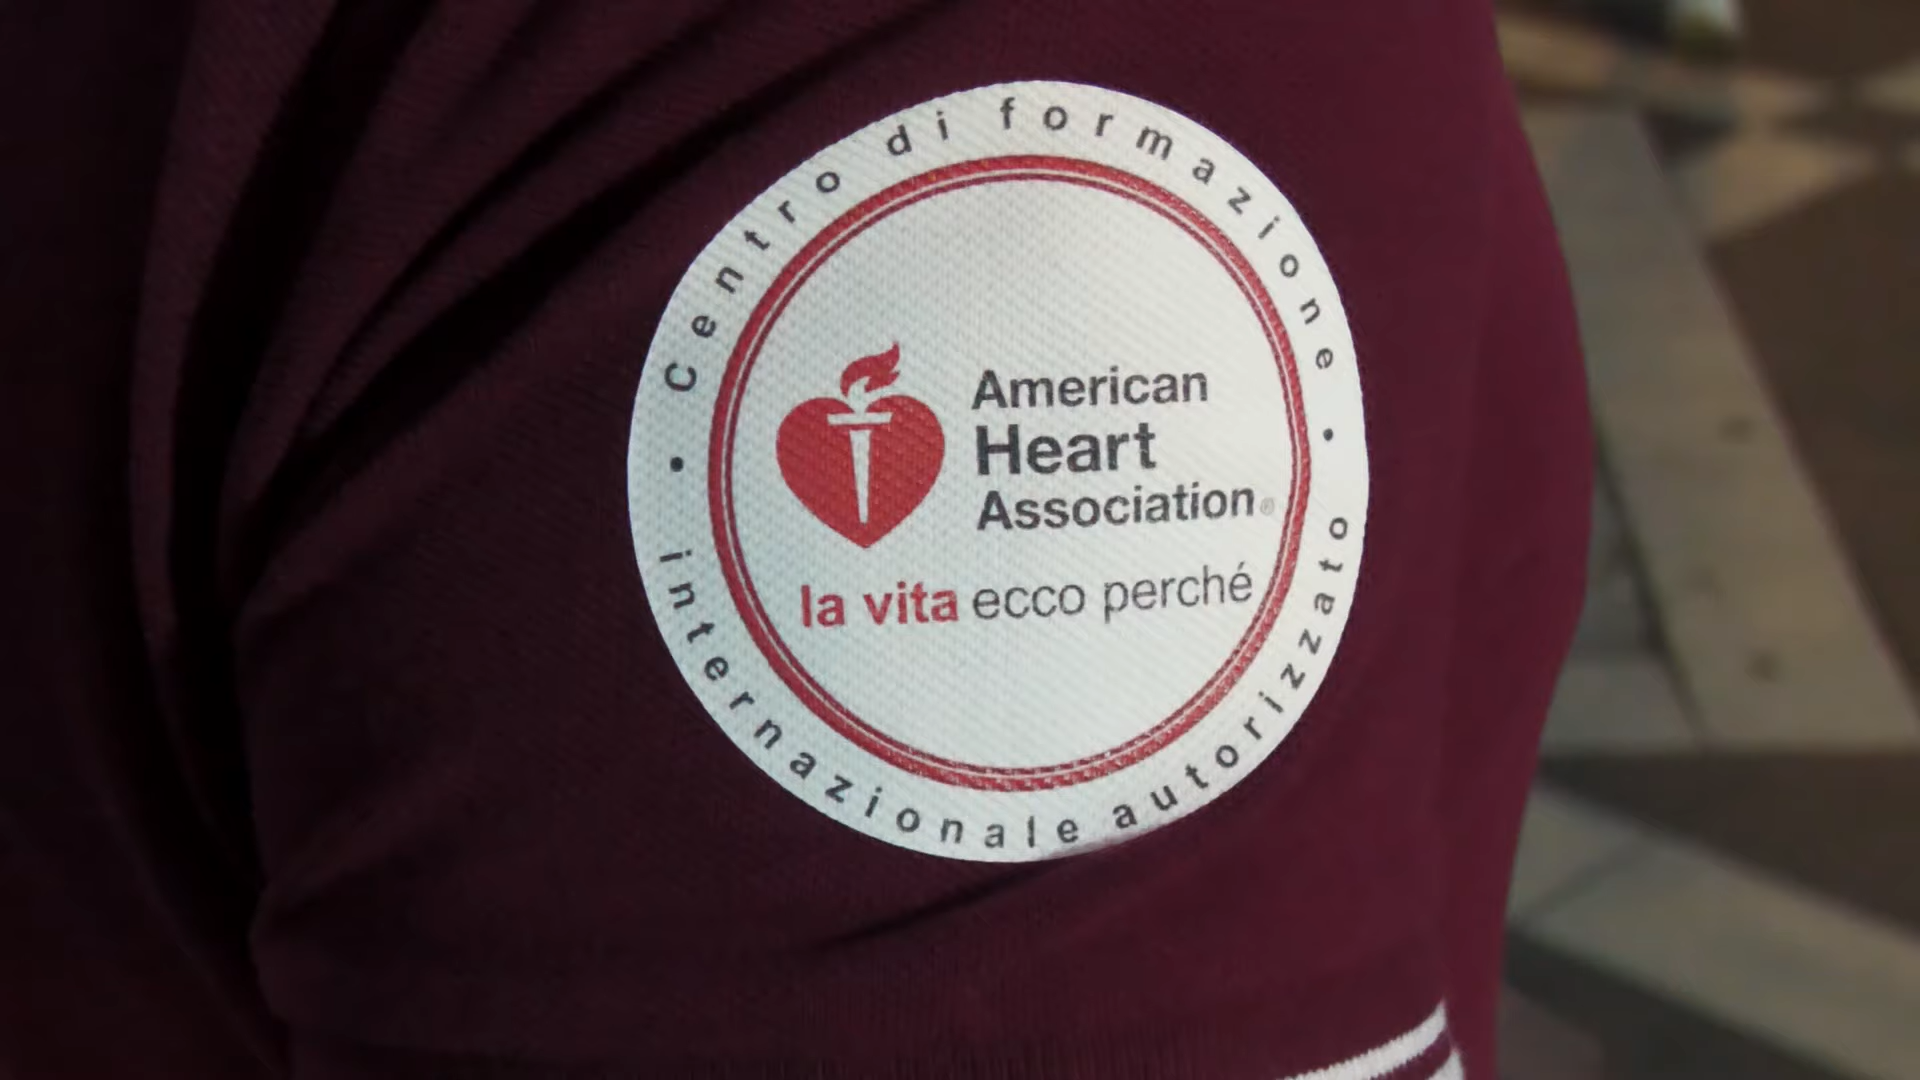 • Centro di formazione •
American
Heart
Association®
la vita ecco perché
internazionale autorizzato